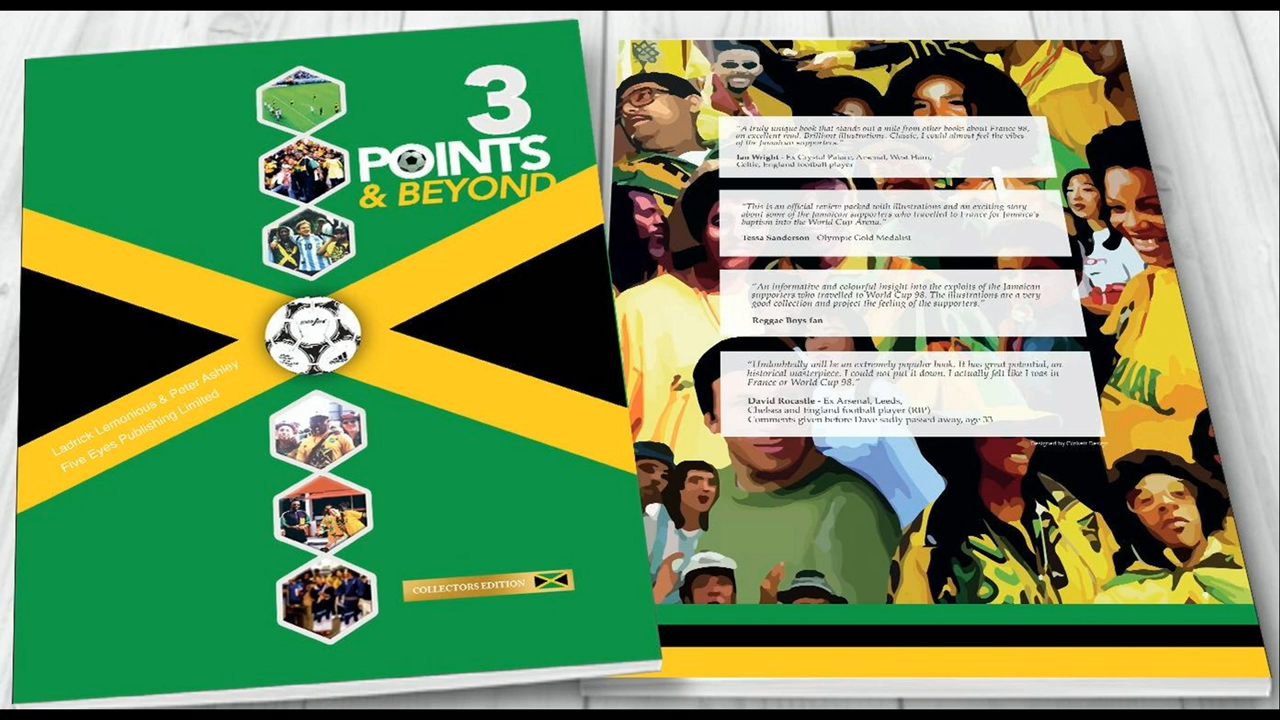 3
POINTS
& BEYOND
Ladrick Lemonious & Peter Ashley
Five Eyes Publishing Limited
COLLECTORS EDITION
"A truly unique book that stands out a mile from other books about France 98,
an excellent read. Brilliant illustrations. Classic, I could almost feel the vibes
of the Jamaican supporters."
Ian Wright - Ex Crystal Palace, Arsenal, West Ham,
Celtic, England football player
"This is an official review packed with illustrations and an exciting story
about some of the Jamaican supporters who travelled to France for Jamaica's
baptism into the World Cup Arena."
Tessa Sanderson - Olympic Gold Medalist
"An informative and colourful insight into the exploits of the Jamaican
supporters who travelled to World Cup 98. The illustrations are a very
good collection and project the feeling of the supporters."
Reggae Boys fan
"Undoubtedly will be an extremely popular book. It has great potential, an
historical masterpiece. I could not put it down. I actually felt like I was in
France or World Cup 98."
David Rocastle - Ex Arsenal, Leeds,
Chelsea and England football player (RIP)
Comments given before Dave sadly passed away, age 33
Designed by